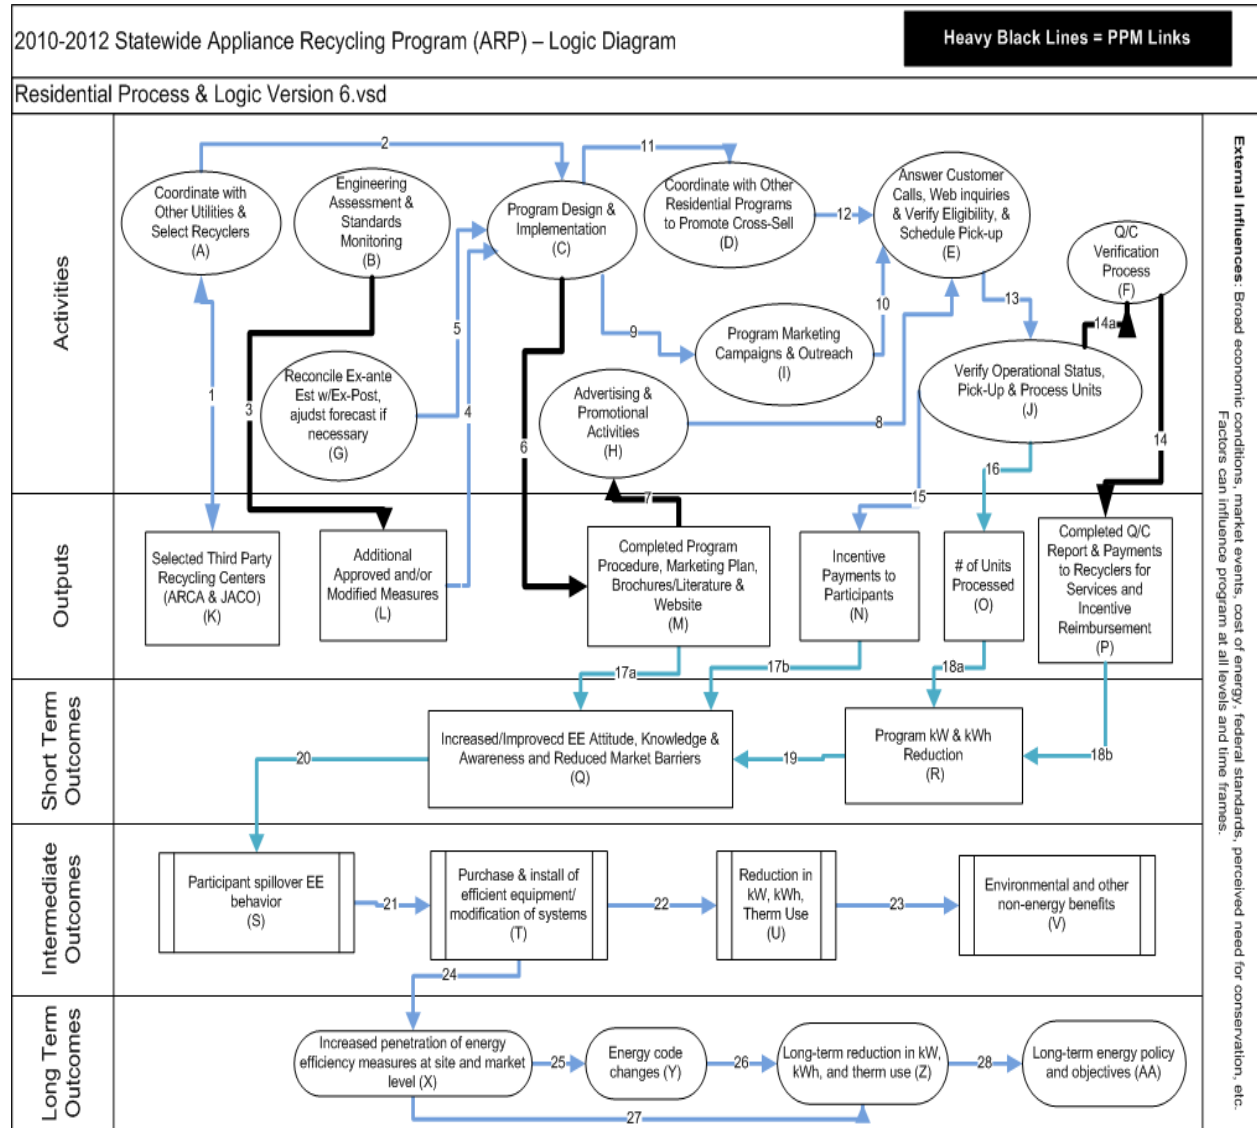 2010-2012 Statewide Appliance Recycling Program (ARP) – Logic Diagram
Heavy Black Lines = PPM Links
Residential Process & Logic Version 6.vsd
Activities
2
11
Coordinate with
Other Utilities &
Select Recyclers
(A)
Engineering
Assessment &
Standards
Monitoring
(B)
Program Design &
Implementation
(C)
Coordinate with Other
Residential Programs
to Promote Cross-Sell
(D)
12
Answer Customer
Calls, Web inquiries
& Verify Eligibility, &
Schedule Pick-up
(E)
Q/C
Verification
Process
(F)
5
9
10
13
14a
Program Marketing
Campaigns & Outreach
(I)
Reconcile Ex-ante
Est w/Ex-Post,
ajudst forecast if
necessary
(G)
Advertising &
Promotional
Activities
(H)
Verify Operational Status,
Pick-Up & Process Units
(J)
1
3
4
6
8
14
16
7
15
Outputs
Selected Third Party
Recycling Centers
(ARCA & JACO)
(K)
Additional
Approved and/or
Modified Measures
(L)
Completed Program
Procedure, Marketing Plan,
Brochures/Literature &
Website
(M)
Incentive
Payments to
Participants
(N)
# of Units
Processed
(O)
Completed Q/C
Report & Payments
to Recyclers for
Services and
Incentive
Reimbursement
(P)
17a
17b
18a
Short Term
Outcomes
Increased/Improvecd EE Attitude, Knowledge &
Awareness and Reduced Market Barriers
(Q)
Program kW & kWh
Reduction
(R)
20
19
18b
Intermediate
Outcomes
Participant spillover EE
behavior
(S)
21
Purchase & install of
efficient equipment/
modification of systems
(T)
22
Reduction in
kW, kWh,
Therm Use
(U)
23
Environmental and other
non-energy benefits
(V)
24
Long Term
Outcomes
Increased penetration of energy
efficiency measures at site and market
level (X)
25
Energy code
changes (Y)
26
Long-term reduction in kW,
kWh, and therm use (Z)
28
Long-term energy policy
and objectives (AA)
27
External Influences: Broad economic conditions, market events, cost of energy, federal standards, perceived need for conservation, etc.
Factors can influence program at all levels and time frames.